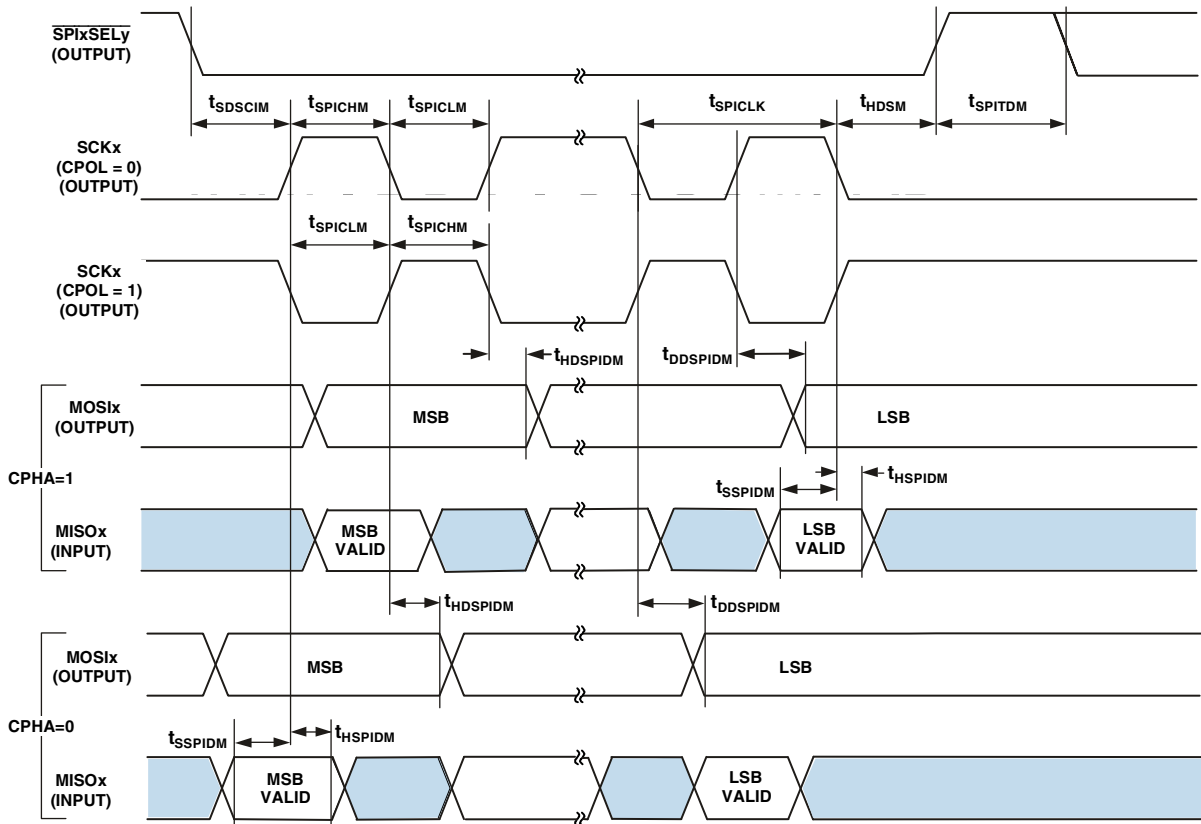 SPIxSELy
(OUTPUT)
tSDSCIM
tSPICHM
tSPICLM
tSPICLK
tHDSM
tSPITDM
SCKx
(CPOL = 0)
(OUTPUT)
tSPICLM
tSPICHM
SCKx
(CPOL = 1)
(OUTPUT)
tHDSPIDM
tDDSPIDM
MOSIx
(OUTPUT)
MSB
LSB
CPHA=1
tSSPIDM
tHSPIDM
MISOx
(INPUT)
MSB
VALID
LSB
VALID
tHDSPIDM
tDDSPIDM
MOSIx
(OUTPUT)
MSB
LSB
CPHA=0
tSSPIDM
tHSPIDM
MISOx
(INPUT)
MSB
VALID
LSB
VALID